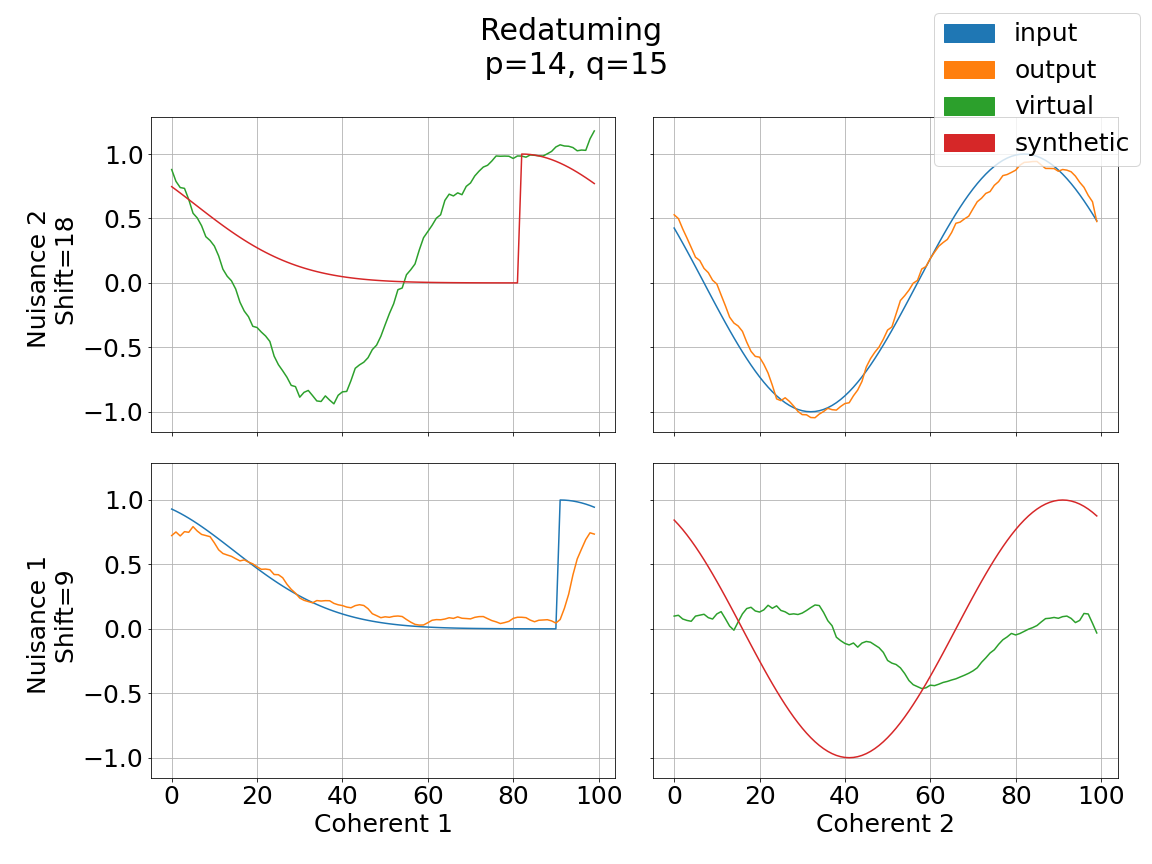 Redatuming
p=14, q=15
input
output
virtual
synthetic
Nuisance 2
Shift=18
1.0
0.5
0.0
−0.5
−1.0
Nuisance 1
Shift=9
1.0
0.5
0.0
−0.5
−1.0
0 20 40 60 80 100
Coherent 1
0 20 40 60 80 100
Coherent 2